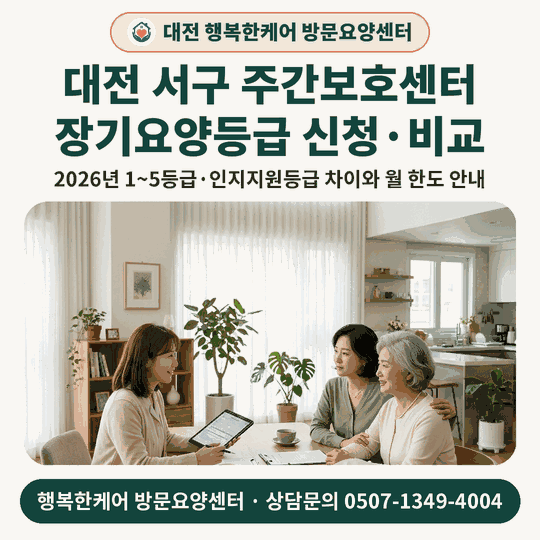 대전 행복한케어 방문요양센터
대전 서구 주간보호센터
장기요양등급 신청·비교
2026년 1~5등급·인지지원등급 차이와 월 한도 안내
행복한케어 방문요양센터 · 상담문의 0507-1349-4004